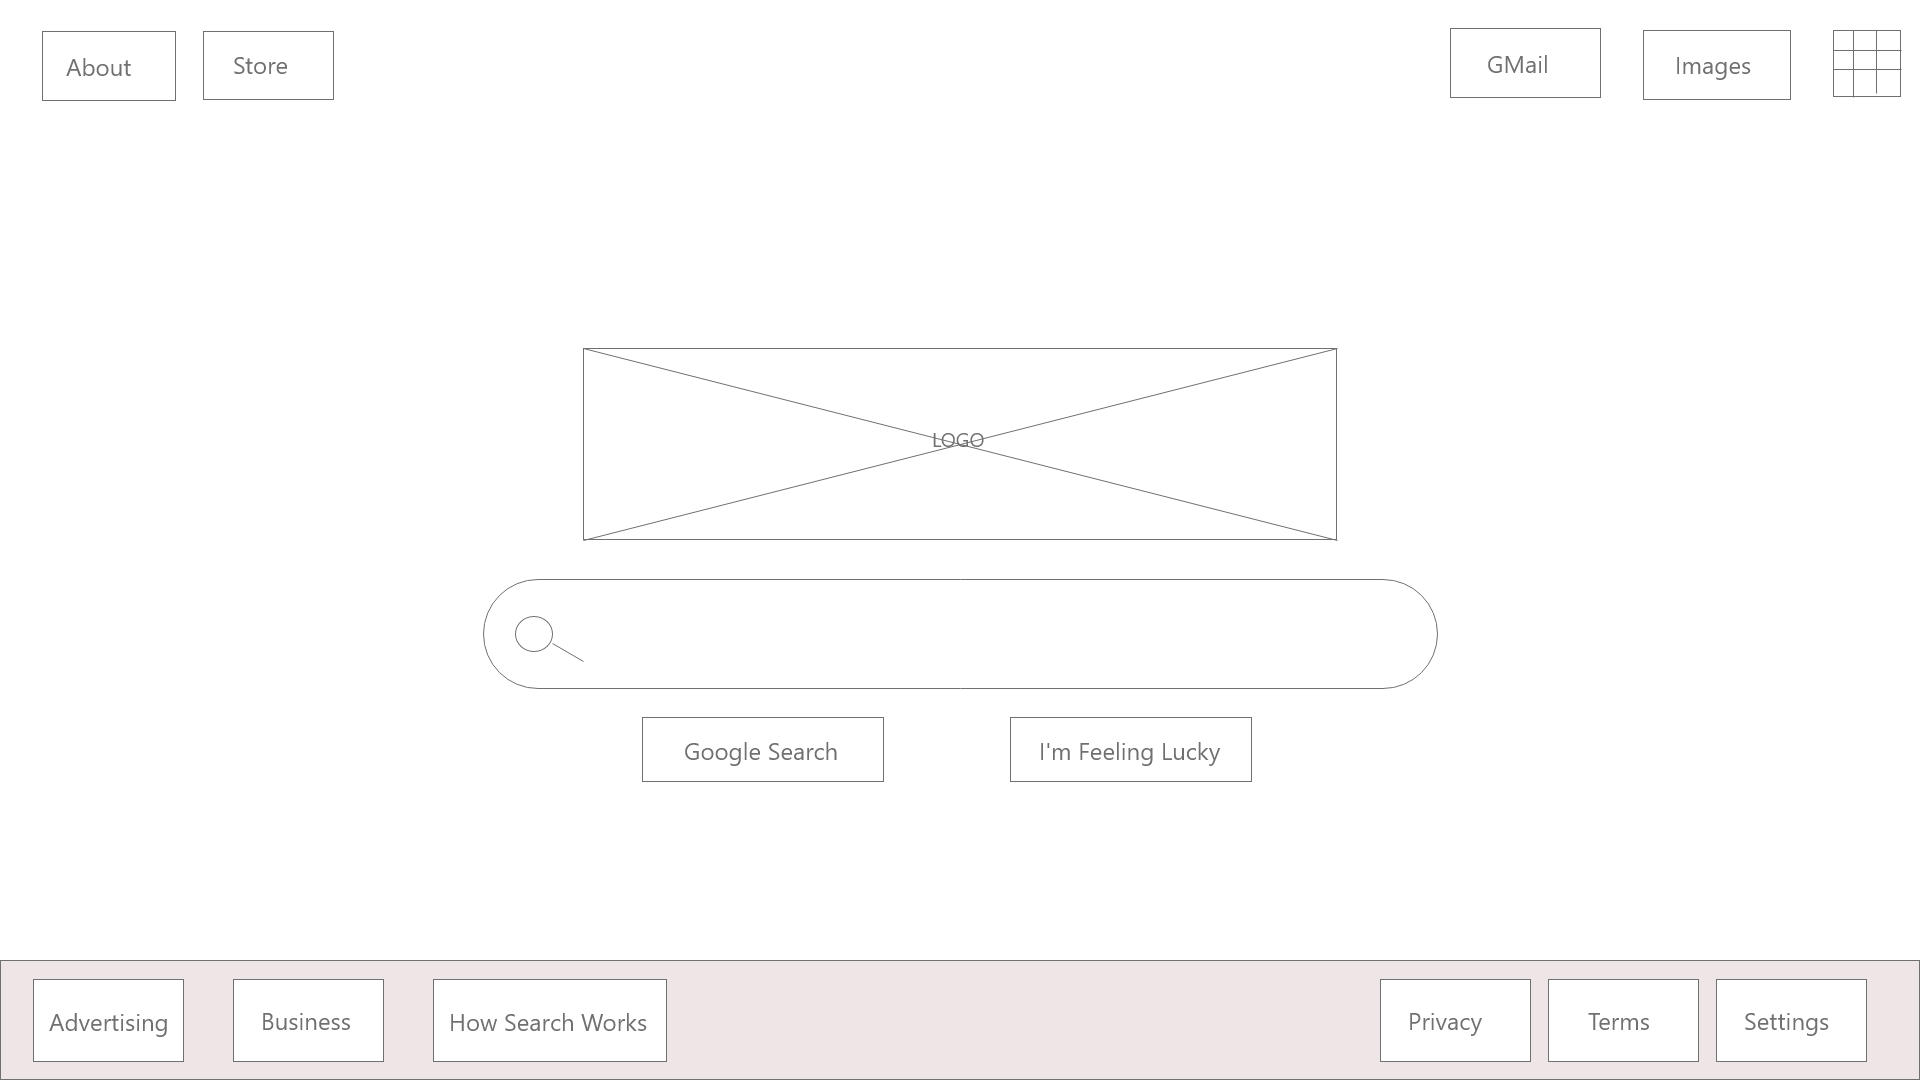 About
Store
GMail
Images
LOGO
Google Search
I'm Feeling Lucky
Advertising
Business
How Search Works
Privacy
Terms
Settings